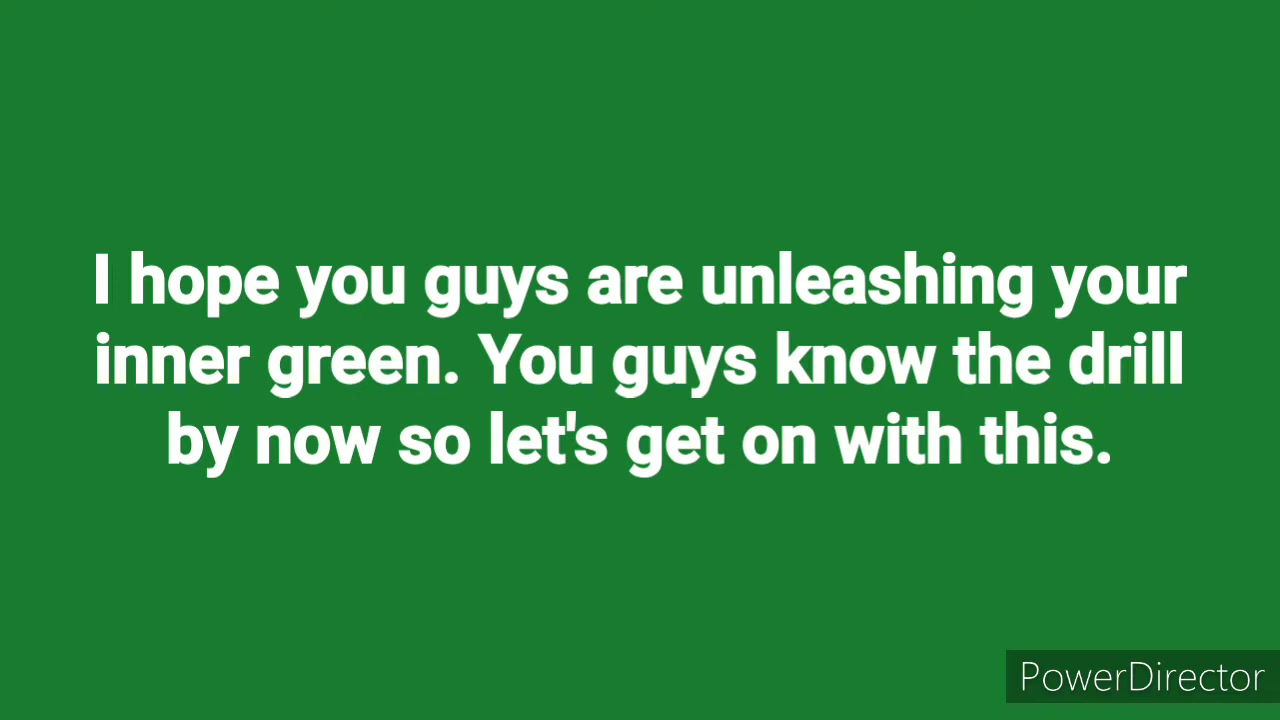 I hope you guys are unleashing your
inner green. You guys know the drill
by now so let's get on with this.
PowerDirector